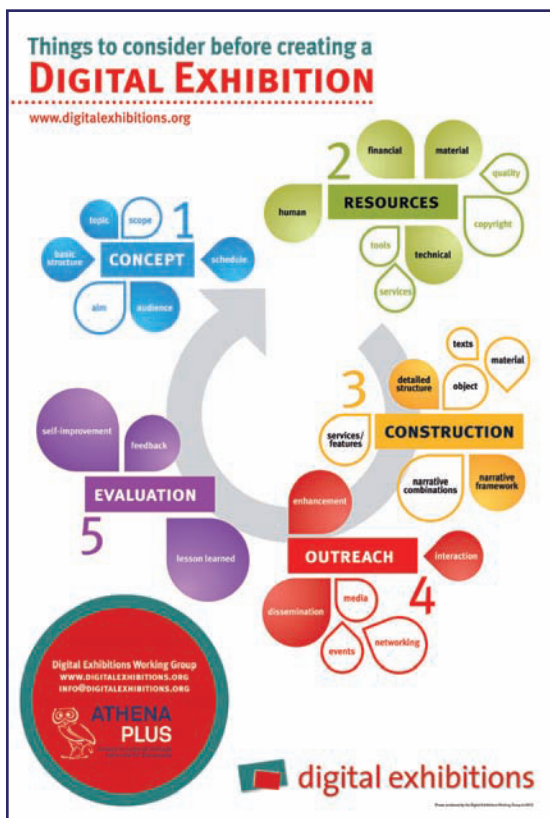 Things to consider before creating a
DIGITAL EXHIBITION
www.digitalexhibitions.org
1
CONCEPT
topic
scope
basic
structure
schedule
aim
audience
2
RESOURCES
financial
material
quality
human
copyright
tools
technical
services
3
CONSTRUCTION
texts
material
detailed
structure
object
services/
features
narrative
combinations
narrative
framework
4
OUTREACH
enhancement
interaction
dissemination
media
events
networking
5
EVALUATION
self-improvement
feedback
lesson learned
Digital Exhibitions Working Group
WWW.DIGITALEXHIBITIONS.ORG
INFO@DIGITALEXHIBITIONS.ORG
ATHENA
PLUS
digital exhibitions